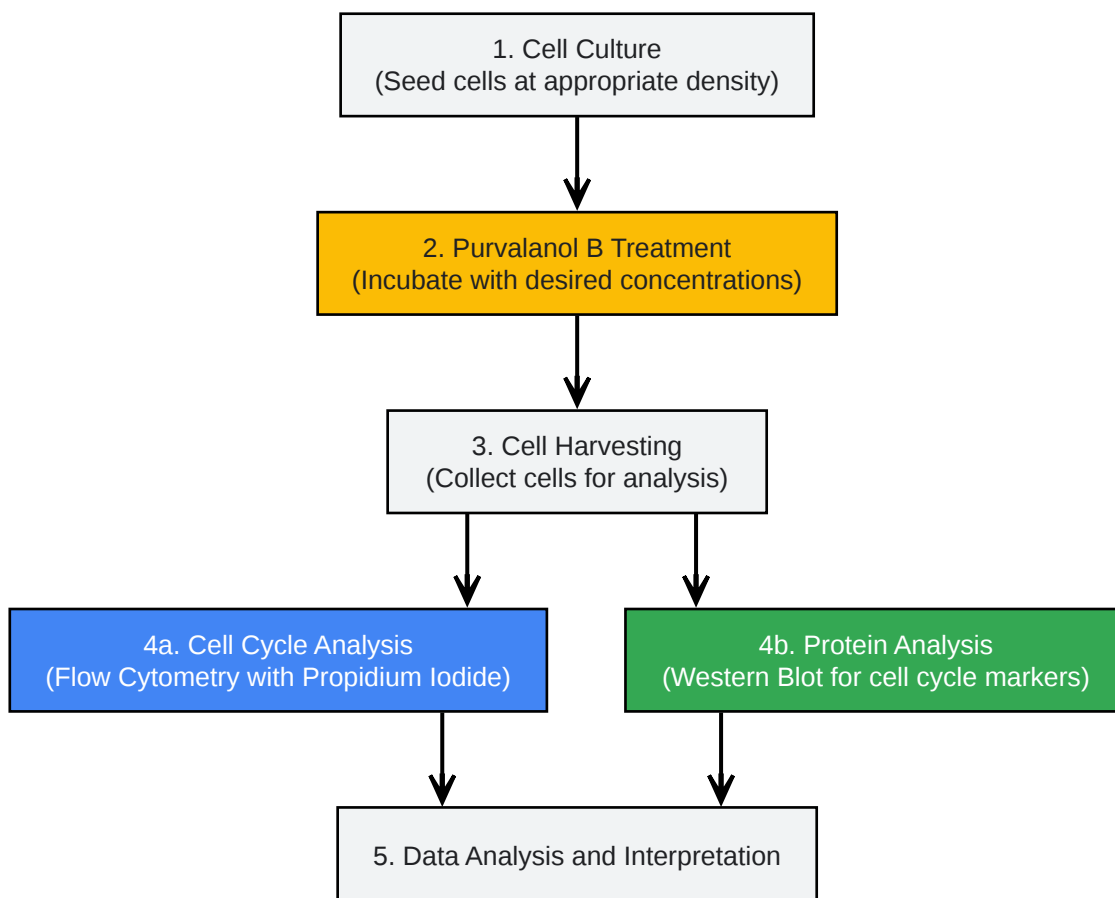 1. Cell Culture
(Seed cells at appropriate density)
2. Purvalanol B Treatment
(Incubate with desired concentrations)
3. Cell Harvesting
(Collect cells for analysis)
4a. Cell Cycle Analysis
(Flow Cytometry with Propidium Iodide)
4b. Protein Analysis
(Western Blot for cell cycle markers)
5. Data Analysis and Interpretation